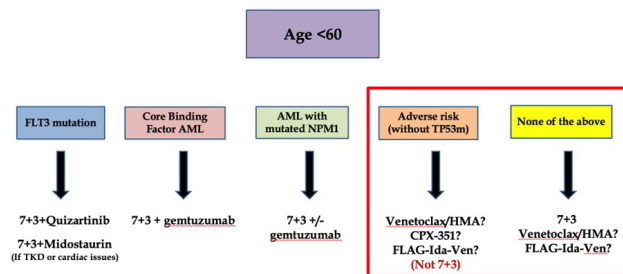 Age <60
FLT3 mutation
Core Binding
Factor AML
AML with
mutated NPM1
Adverse risk
(without TP53m)
None of the above
7+3+Quizartinib
7+3+Midostaurin
(If TKD or cardiac issues)
7+3 + gemtuzumab
7+3 +/-
gemtuzumab
Venetoclax/HMA?
CPX-351?
FLAG-Ida-Ven?
(Not 7+3)
7+3
Venetoclax/HMA?
FLAG-Ida-Ven?